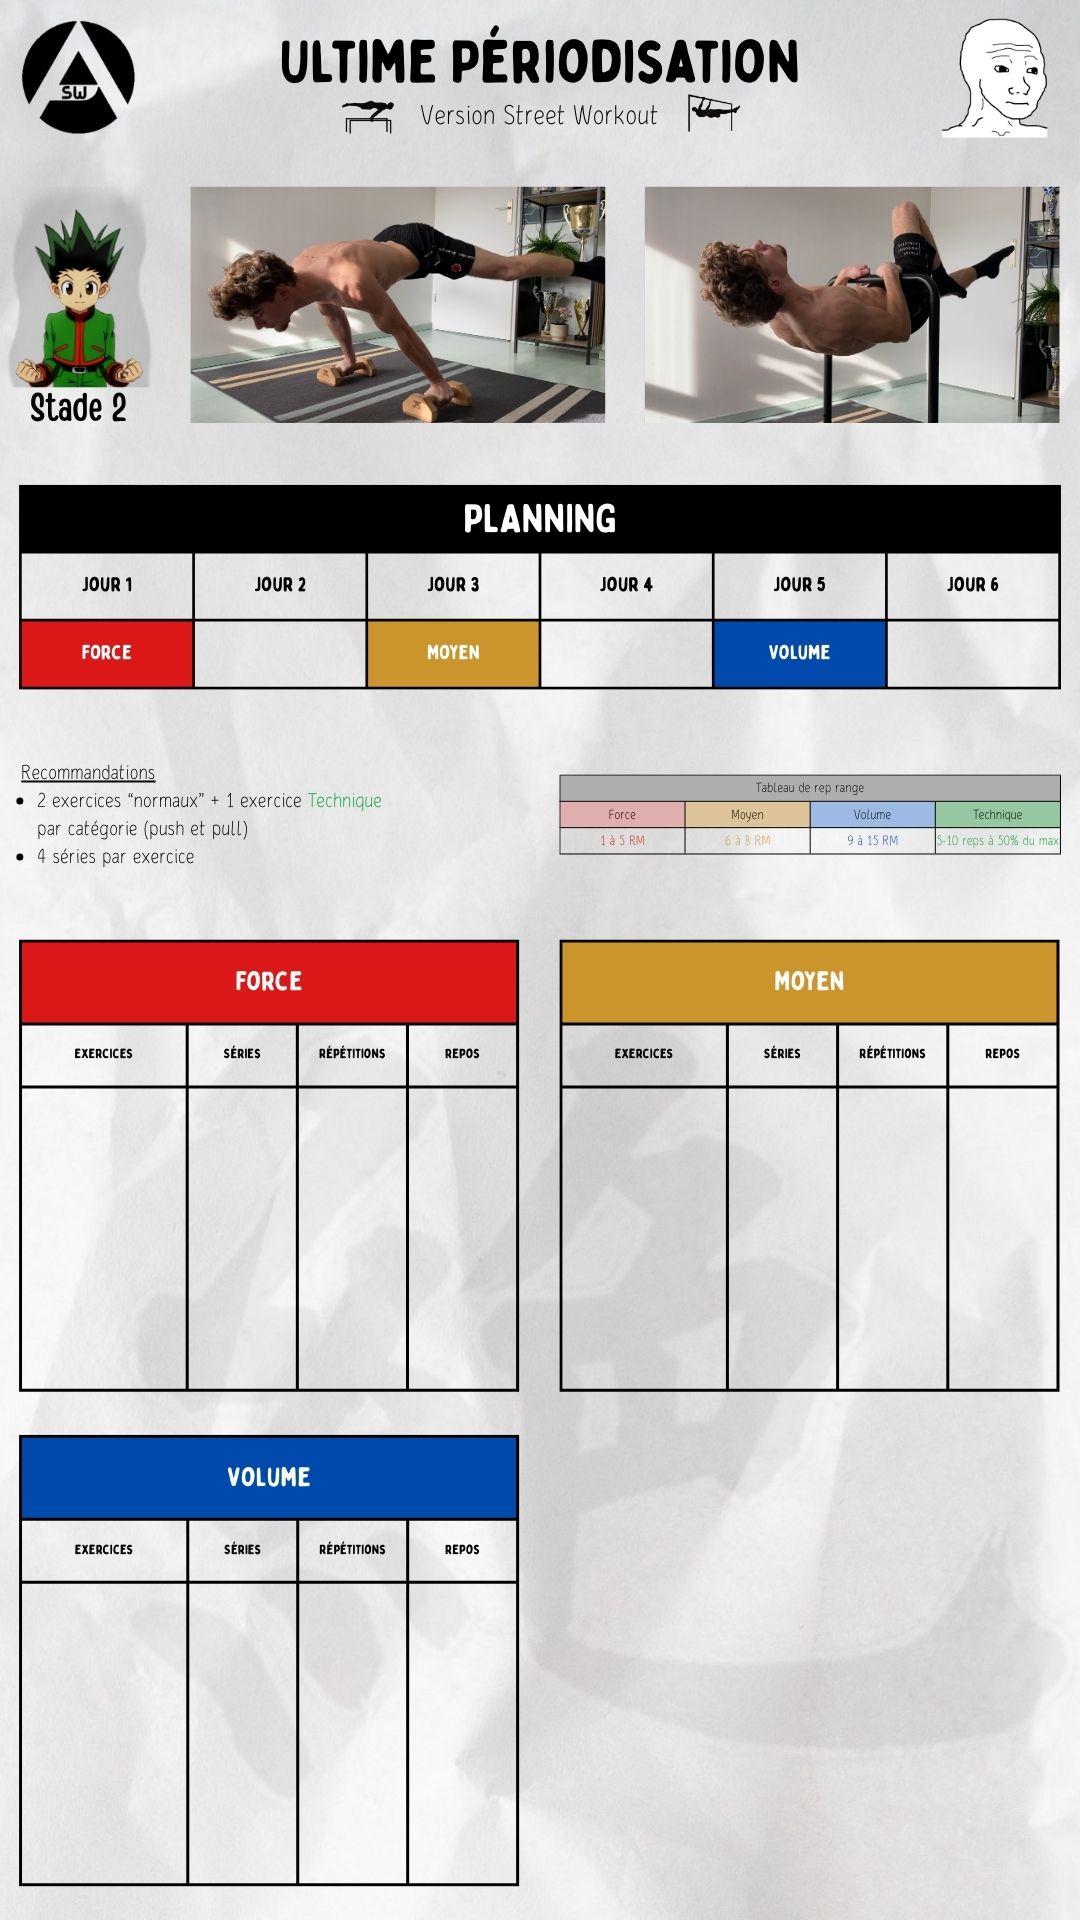 SW
ULTIME PÉRIODISATION
Version Street Workout
Stade 2
PLANNING
JOUR 1 JOUR 2 JOUR 3 JOUR 4 JOUR 5 JOUR 6
FORCE MOYEN VOLUME
Recommandations
• 2 exercices “normaux” + 1 exercice Technique
par catégorie (push et pull)
• 4 séries par exercice
Tableau de rep range
Force Moyen Volume Technique
1 à 5 RM 6 à 8 RM 9 à 15 RM 5-10 reps à 50% du max
FORCE
EXERCICES SÉRIES RÉPÉTITIONS REPOS
MOYEN
EXERCICES SÉRIES RÉPÉTITIONS REPOS
VOLUME
EXERCICES SÉRIES RÉPÉTITIONS REPOS